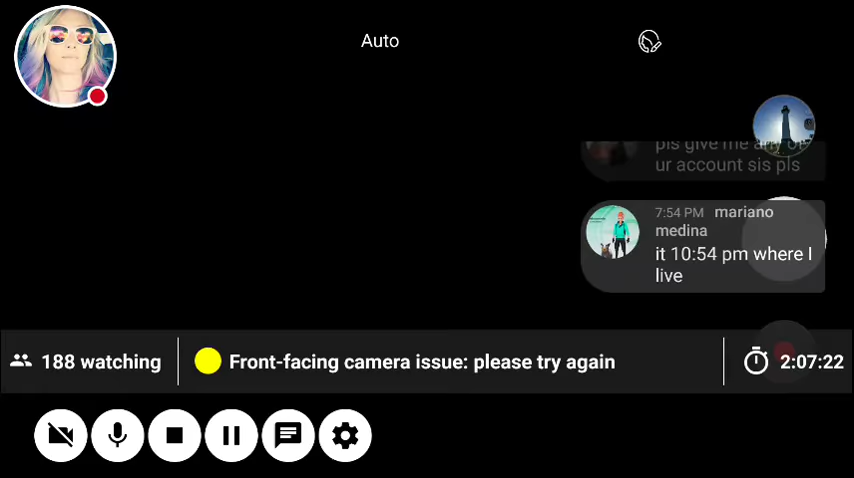 Auto
pls give me any of
ur account sis pls
7:54 PM mariano
medina
it 10:54 pm where I
live
188 watching
Front-facing camera issue: please try again
2:07:22